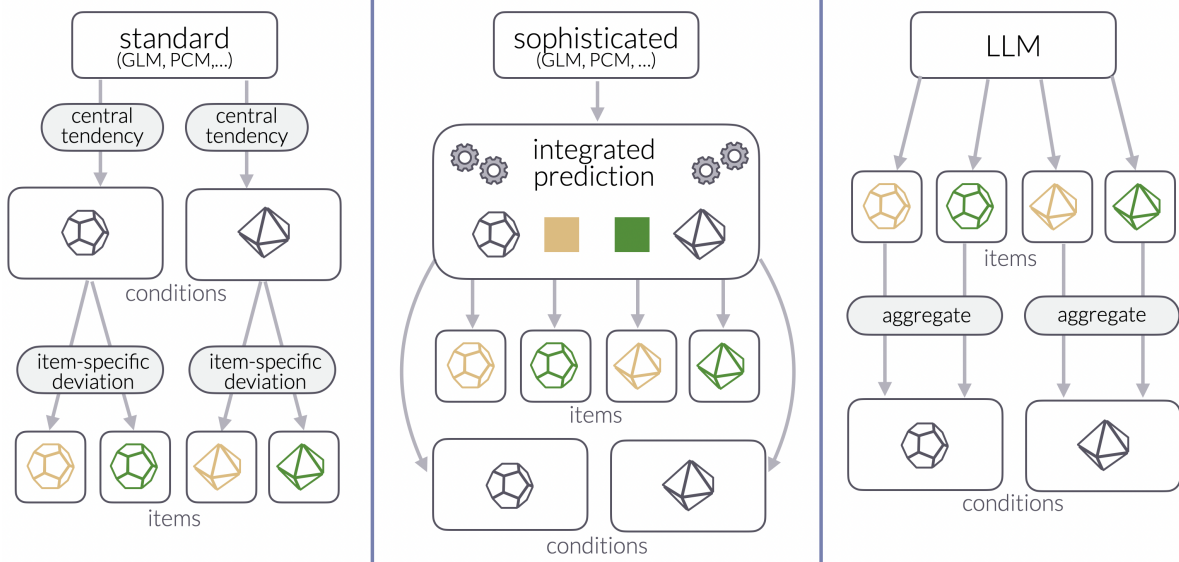 standard
(GLM, PCM,...)
central
tendency
central
tendency
conditions
item-specific
deviation
item-specific
deviation
items
sophisticated
(GLM, PCM, ...)
integrated
prediction
items
conditions
LLM
items
aggregate
aggregate
conditions